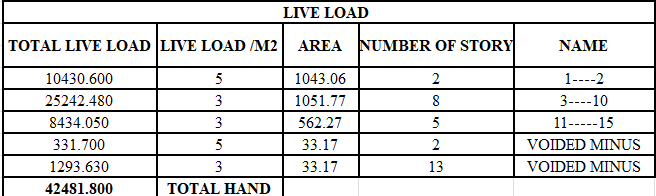 LIVE LOAD
TOTAL LIVE LOAD LIVE LOAD /M2 AREA NUMBER OF STORY NAME
10430.600 5 1043.06 2 1----2
25242.480 3 1051.77 8 3----10
8434.050 3 562.27 5 11-----15
331.700 5 33.17 2 VOIDED MINUS
1293.630 3 33.17 13 VOIDED MINUS
42481.800 TOTAL HAND